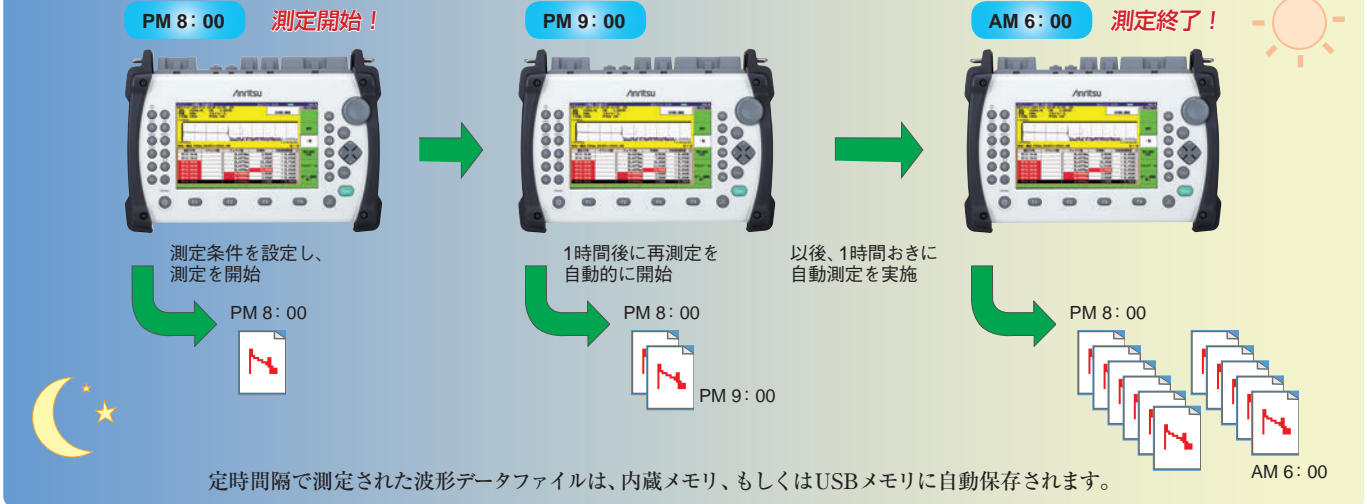 PM 8：00 測定開始！
PM 9：00
AM 6：00 測定終了！
Anritsu
Anritsu
Anritsu
測定条件を設定し、
測定を開始
1時間後に再測定を
自動的に開始
以後、1時間おきに
自動測定を実施
PM 8：00
PM 8：00
PM 9：00
PM 8：00
AM 6：00
定時間隔で測定された波形データファイルは、内蔵メモリ、もしくはUSBメモリに自動保存されます。